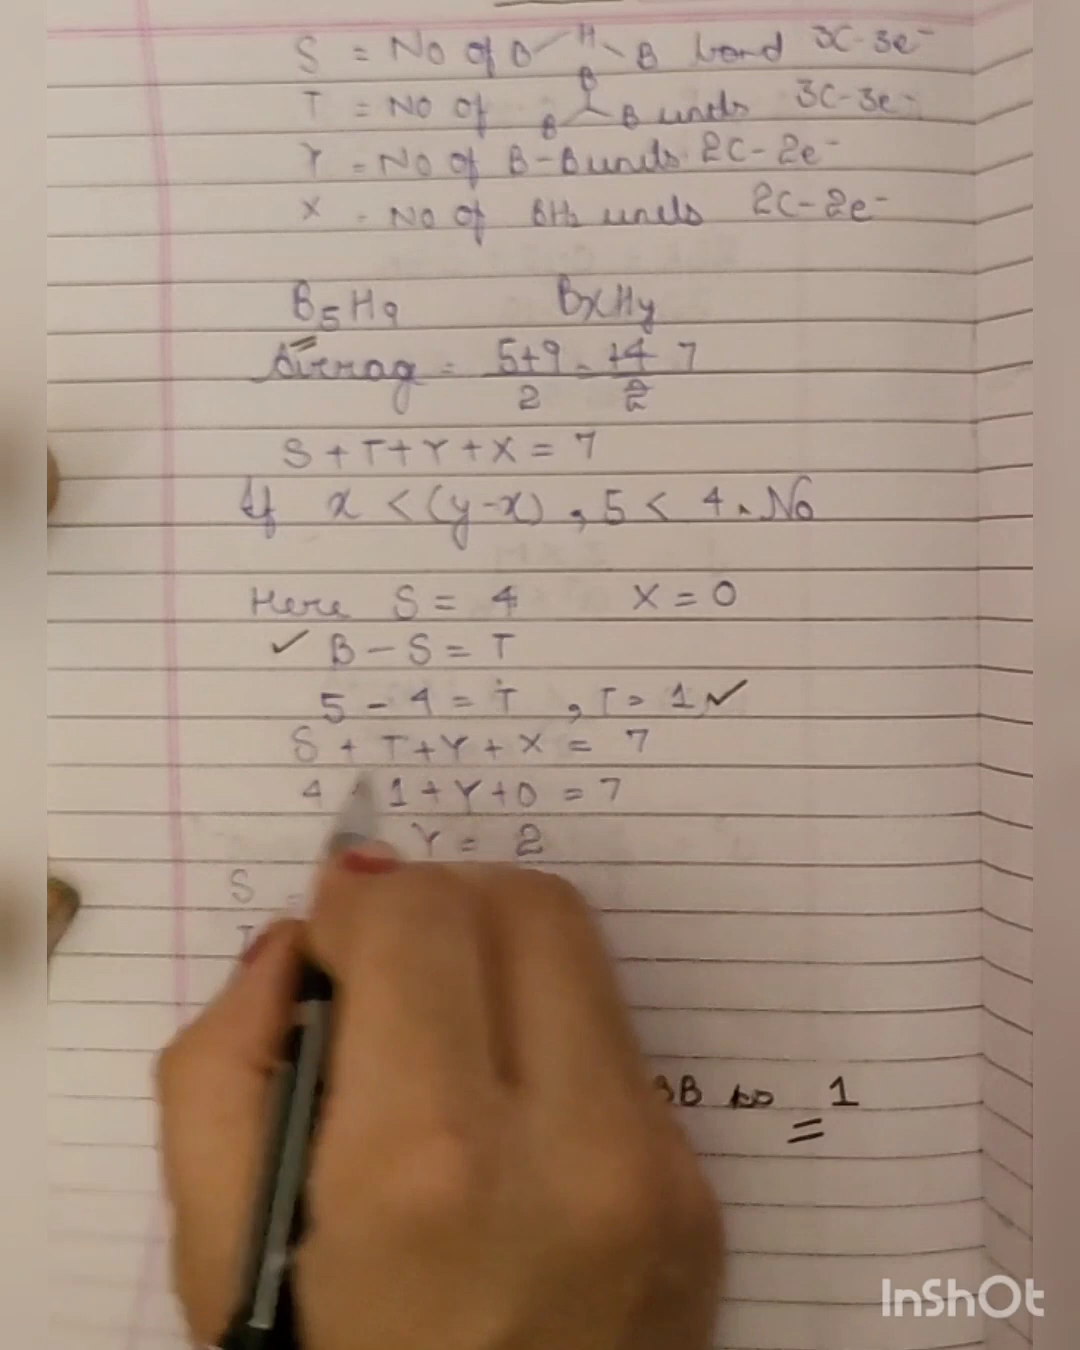 S = No of B H B bond 3C-3e-
T = No of B B B units 3C-3e-
Y = No of B-B units 2C-2e-
X = No of BH2 units 2C-2e-
B5H9 BxHy
Averag = 5+9/2 = 14/2 7
S+T+Y+X = 7
If x < (y-x), 5 < 4. No
Here S = 4 X = 0
✓ B-S = T
5 - 4 = T, T = 1 ✓
S + T + Y + X = 7
4 1 + Y + 0 = 7
Y = 2
S =
T
BB 1
InShOt